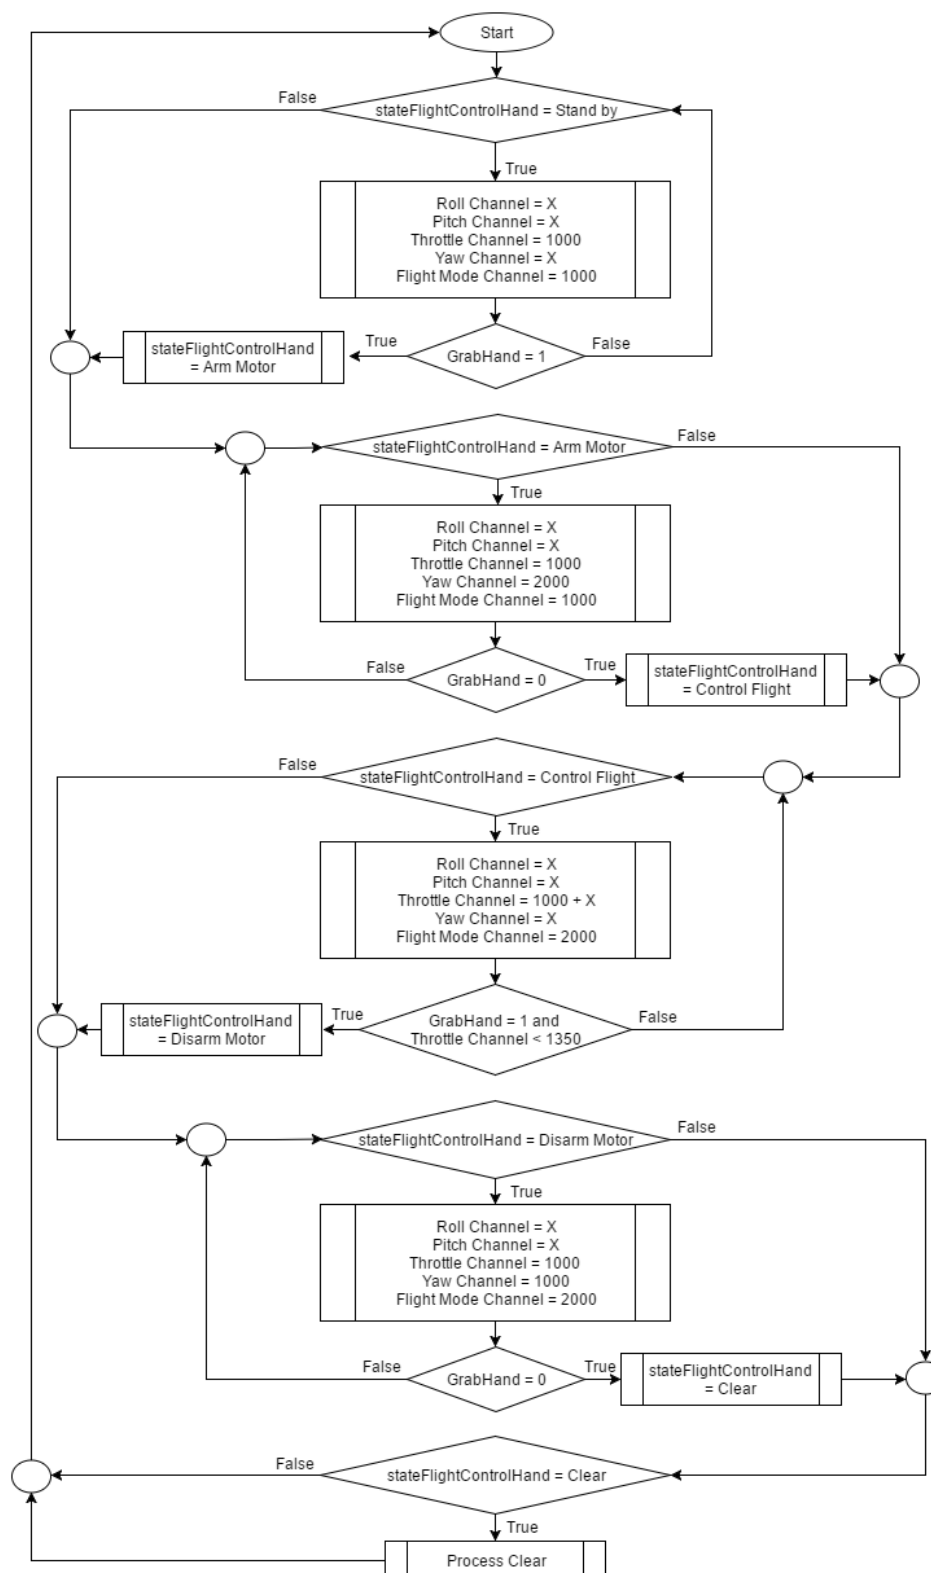 Start
False
stateFlightControlHand = Stand by
True
Roll Channel = X
Pitch Channel = X
Throttle Channel = 1000
Yaw Channel = X
Flight Mode Channel = 1000
stateFlightControlHand
= Arm Motor
True
GrabHand = 1
False
stateFlightControlHand = Arm Motor
False
True
Roll Channel = X
Pitch Channel = X
Throttle Channel = 1000
Yaw Channel = 2000
Flight Mode Channel = 1000
False
GrabHand = 0
True
stateFlightControlHand
= Control Flight
False
stateFlightControlHand = Control Flight
True
Roll Channel = X
Pitch Channel = X
Throttle Channel = 1000 + X
Yaw Channel = X
Flight Mode Channel = 2000
stateFlightControlHand
= Disarm Motor
True
GrabHand = 1 and
Throttle Channel < 1350
False
stateFlightControlHand = Disarm Motor
False
True
Roll Channel = X
Pitch Channel = X
Throttle Channel = 1000
Yaw Channel = 1000
Flight Mode Channel = 2000
False
GrabHand = 0
True
stateFlightControlHand
= Clear
False
stateFlightControlHand = Clear
True
Process Clear